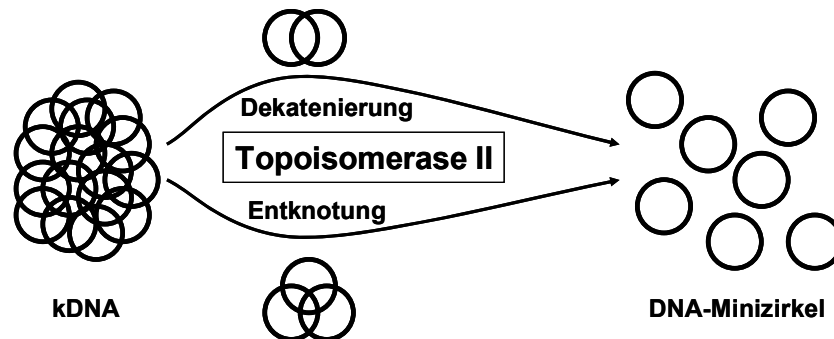 Dekatenierung
Topoisomerase II
Entknotung
kDNA
DNA-Minizirkel